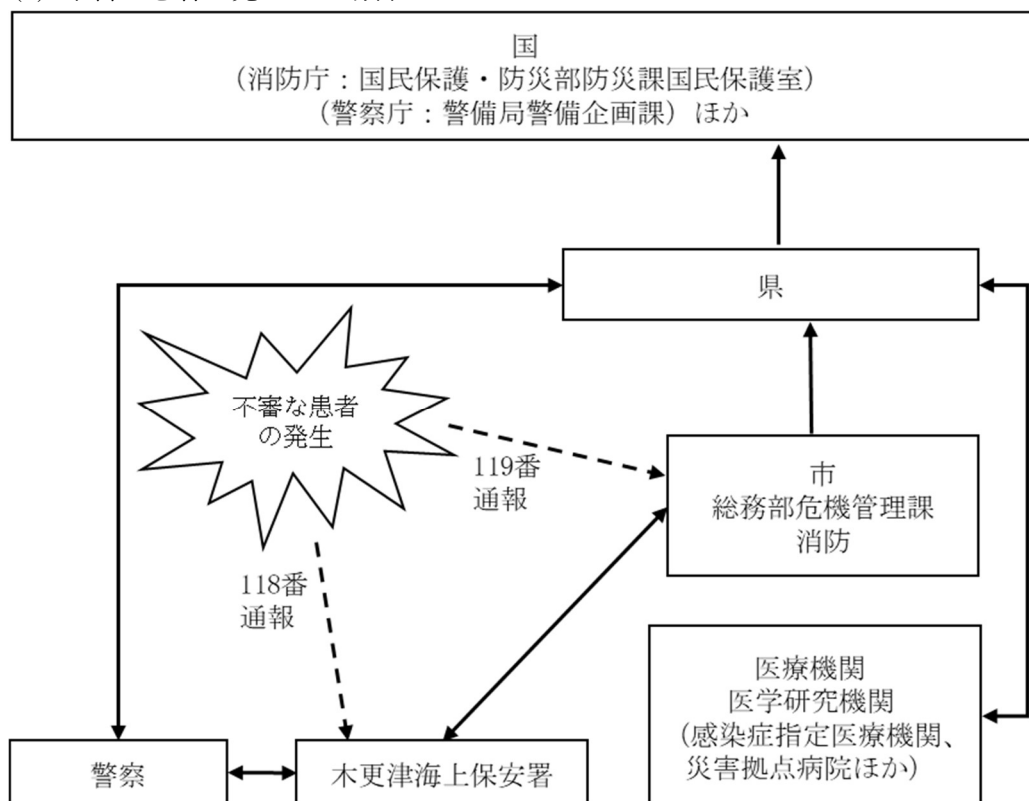 国
（消防庁：国民保護・防災部防災課国民保護室）
（警察庁：警備局警備企画課）ほか
県
不審な患者
の発生
119番
通報
市
総務部危機管理課
消防
118番
通報
医療機関
医学研究機関
（感染症指定医療機関、
災害拠点病院ほか）
警察
木更津海上保安署